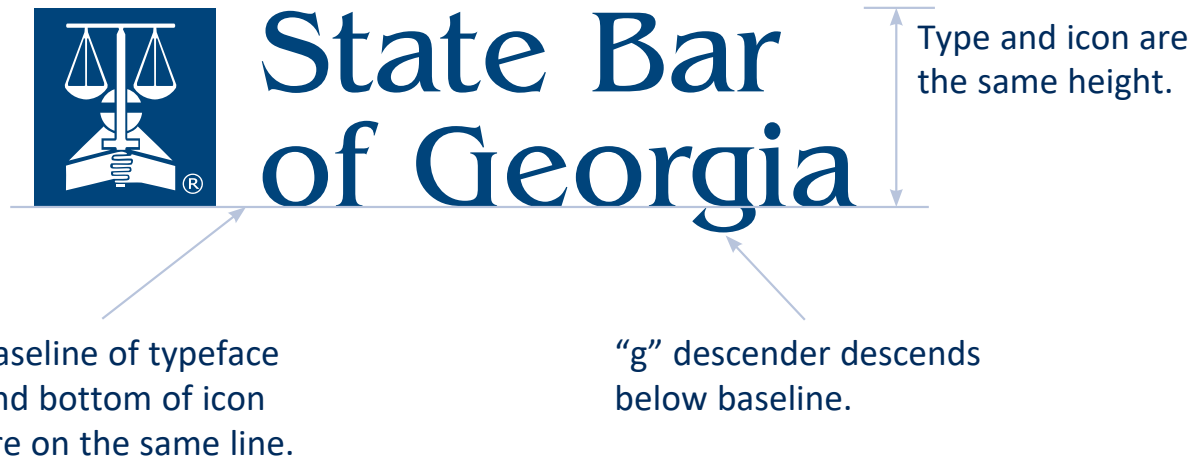 State Bar
of Georgia
®
Type and icon are
the same height.
aseline of typeface
nd bottom of icon
re on the same line.
“g” descender descends
below baseline.